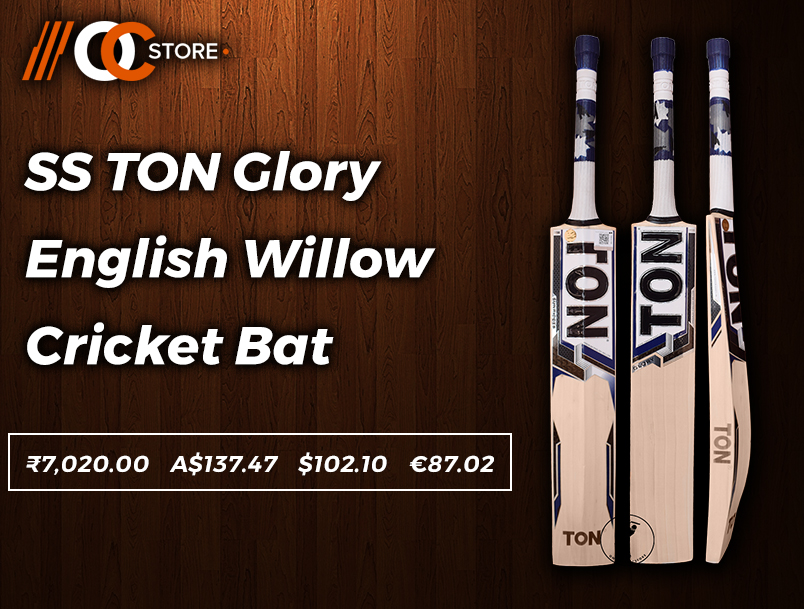 OC STORE
SS TON Glory
English Willow
Cricket Bat
₹7,020.00 A$137.47 $102.10 €87.02
TON
TON
TON
TON
TON